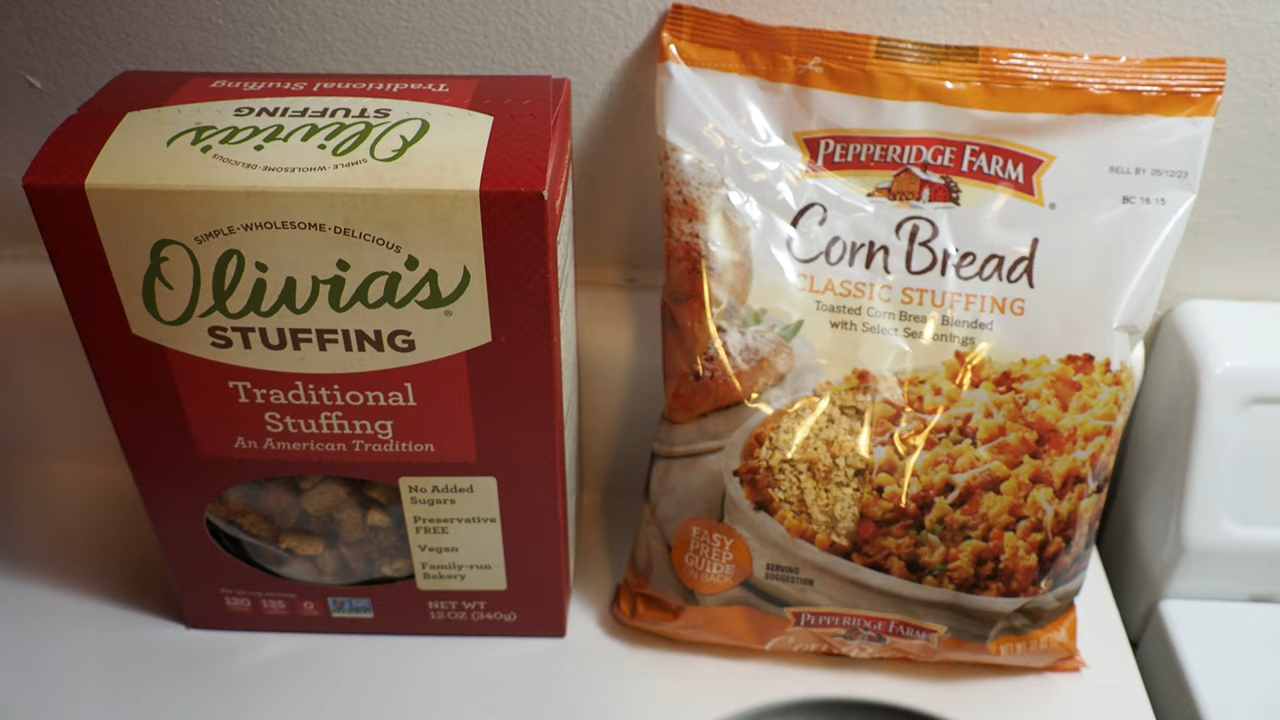 Traditional Stuffing
Olivia's
STUFFING
SIMPLE·WHOLESOME·DELICIOUS
SIMPLE·WHOLESOME·DELICIOUS
Olivia's®
STUFFING
Traditional
Stuffing
An American Tradition
No Added
Sugars
Preservative
FREE
Vegan
Family-run
Bakery
NET WT
12 OZ (340g)
PEPPERIDGE FARM®
SELL BY 05/12/23
BC 16:15
Corn Bread
CLASSIC STUFFING
Toasted Corn Bread Blended
with Select Seasonings
EASY
PREP
GUIDE
ON BACK
SERVING
SUGGESTION
PEPPERIDGE FARM